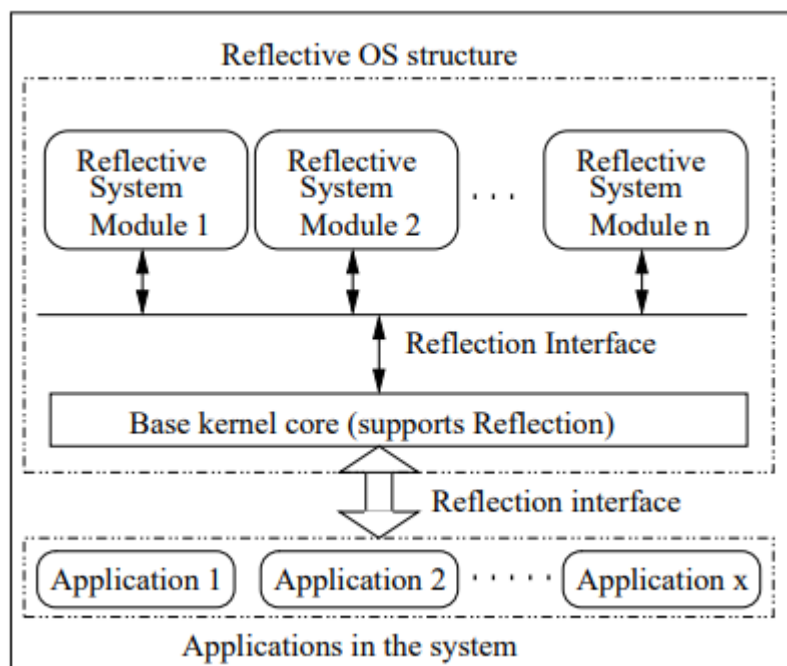 Reflective OS structure
Reflective
System
Module 1
Reflective
System
Module 2
. . .
Reflective
System
Module n
Reflection Interface
Base kernel core (supports Reflection)
Reflection interface
Application 1
Application 2
. . . . .
Application x
Applications in the system